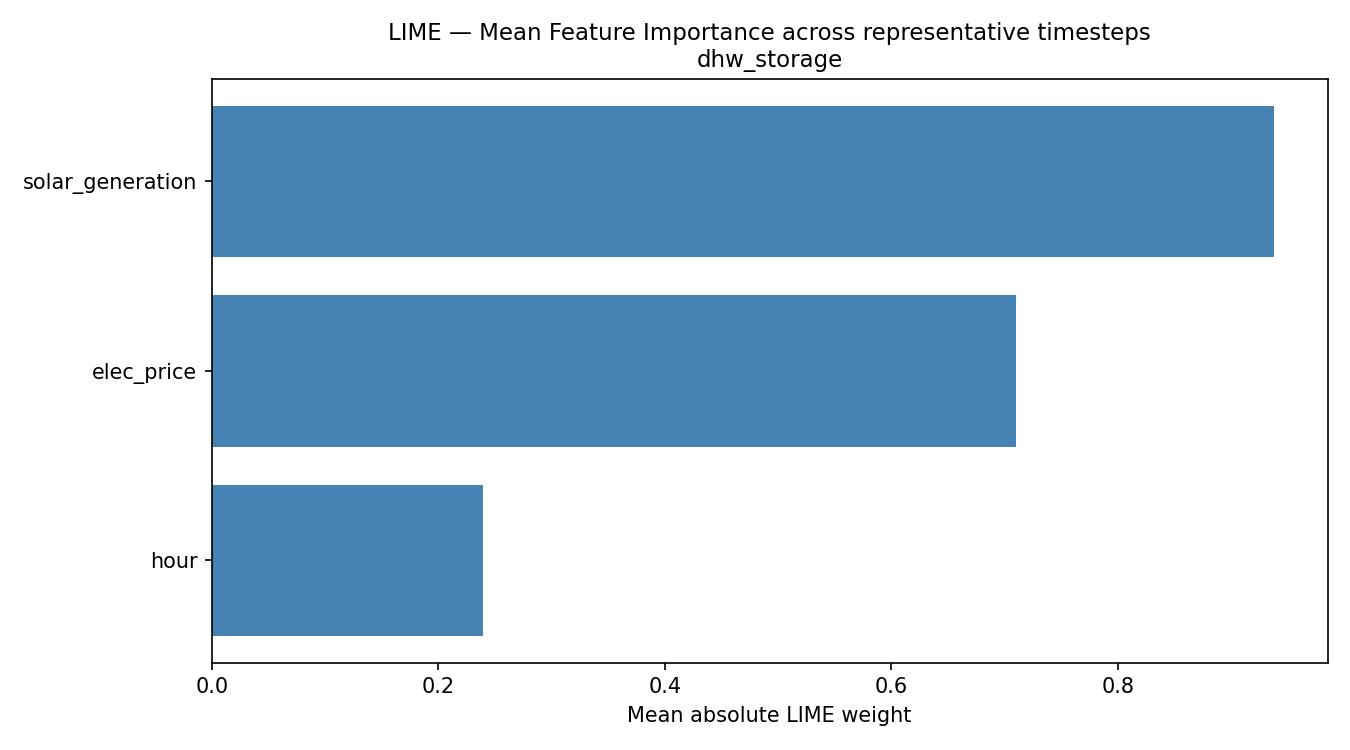 LIME — Mean Feature Importance across representative timesteps
dhw_storage
solar_generation
elec_price
hour
0.0 0.2 0.4 0.6 0.8
Mean absolute LIME weight